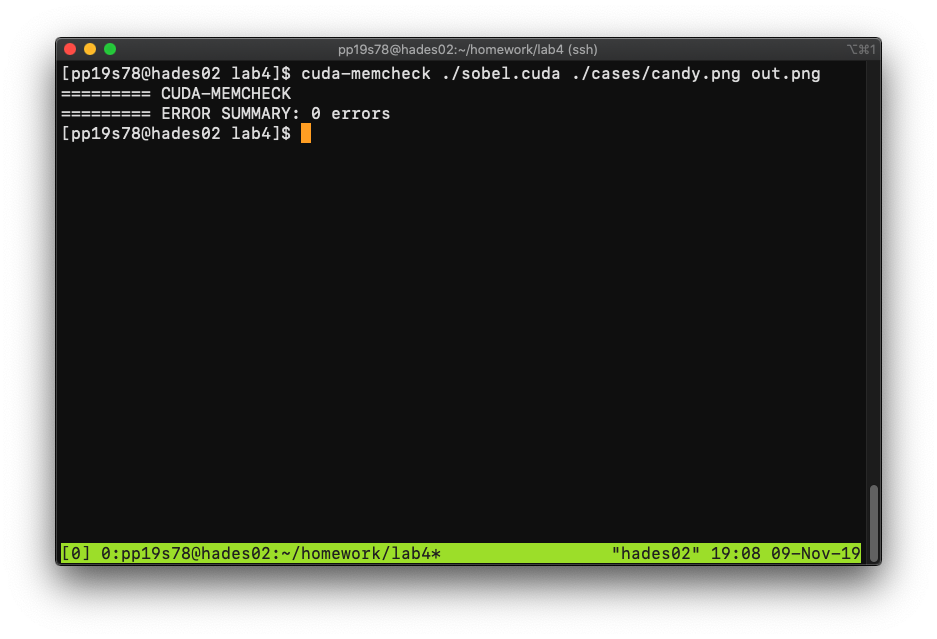 pp19s78@hades02:~/homework/lab4 (ssh)
⌥⌘1
[pp19s78@hades02 lab4]$ cuda-memcheck ./sobel.cuda ./cases/candy.png out.png
========= CUDA-MEMCHECK
========= ERROR SUMMARY: 0 errors
[pp19s78@hades02 lab4]$
[0] 0:pp19s78@hades02:~/homework/lab4* "hades02" 19:08 09-Nov-19